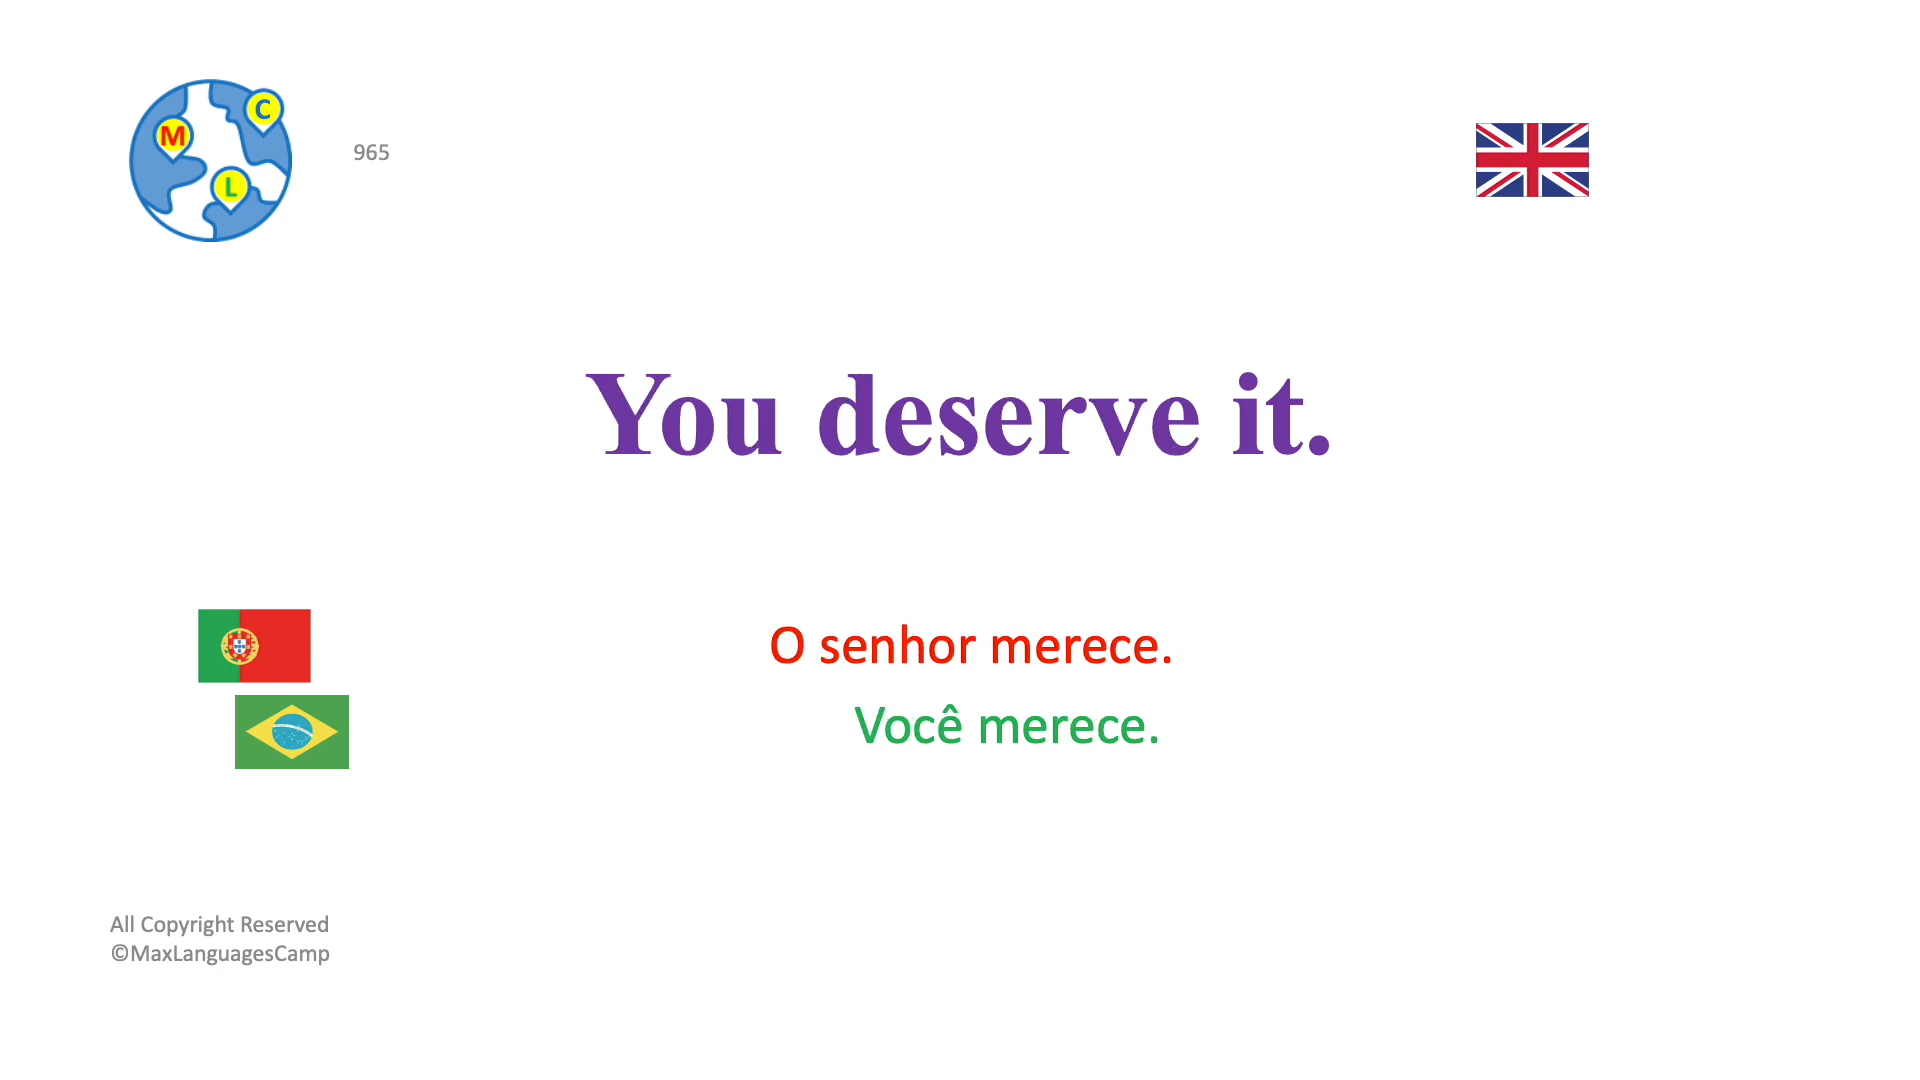 M
C
L
965
You deserve it.
O senhor merece.
Você merece.
All Copyright Reserved
©MaxLanguagesCamp